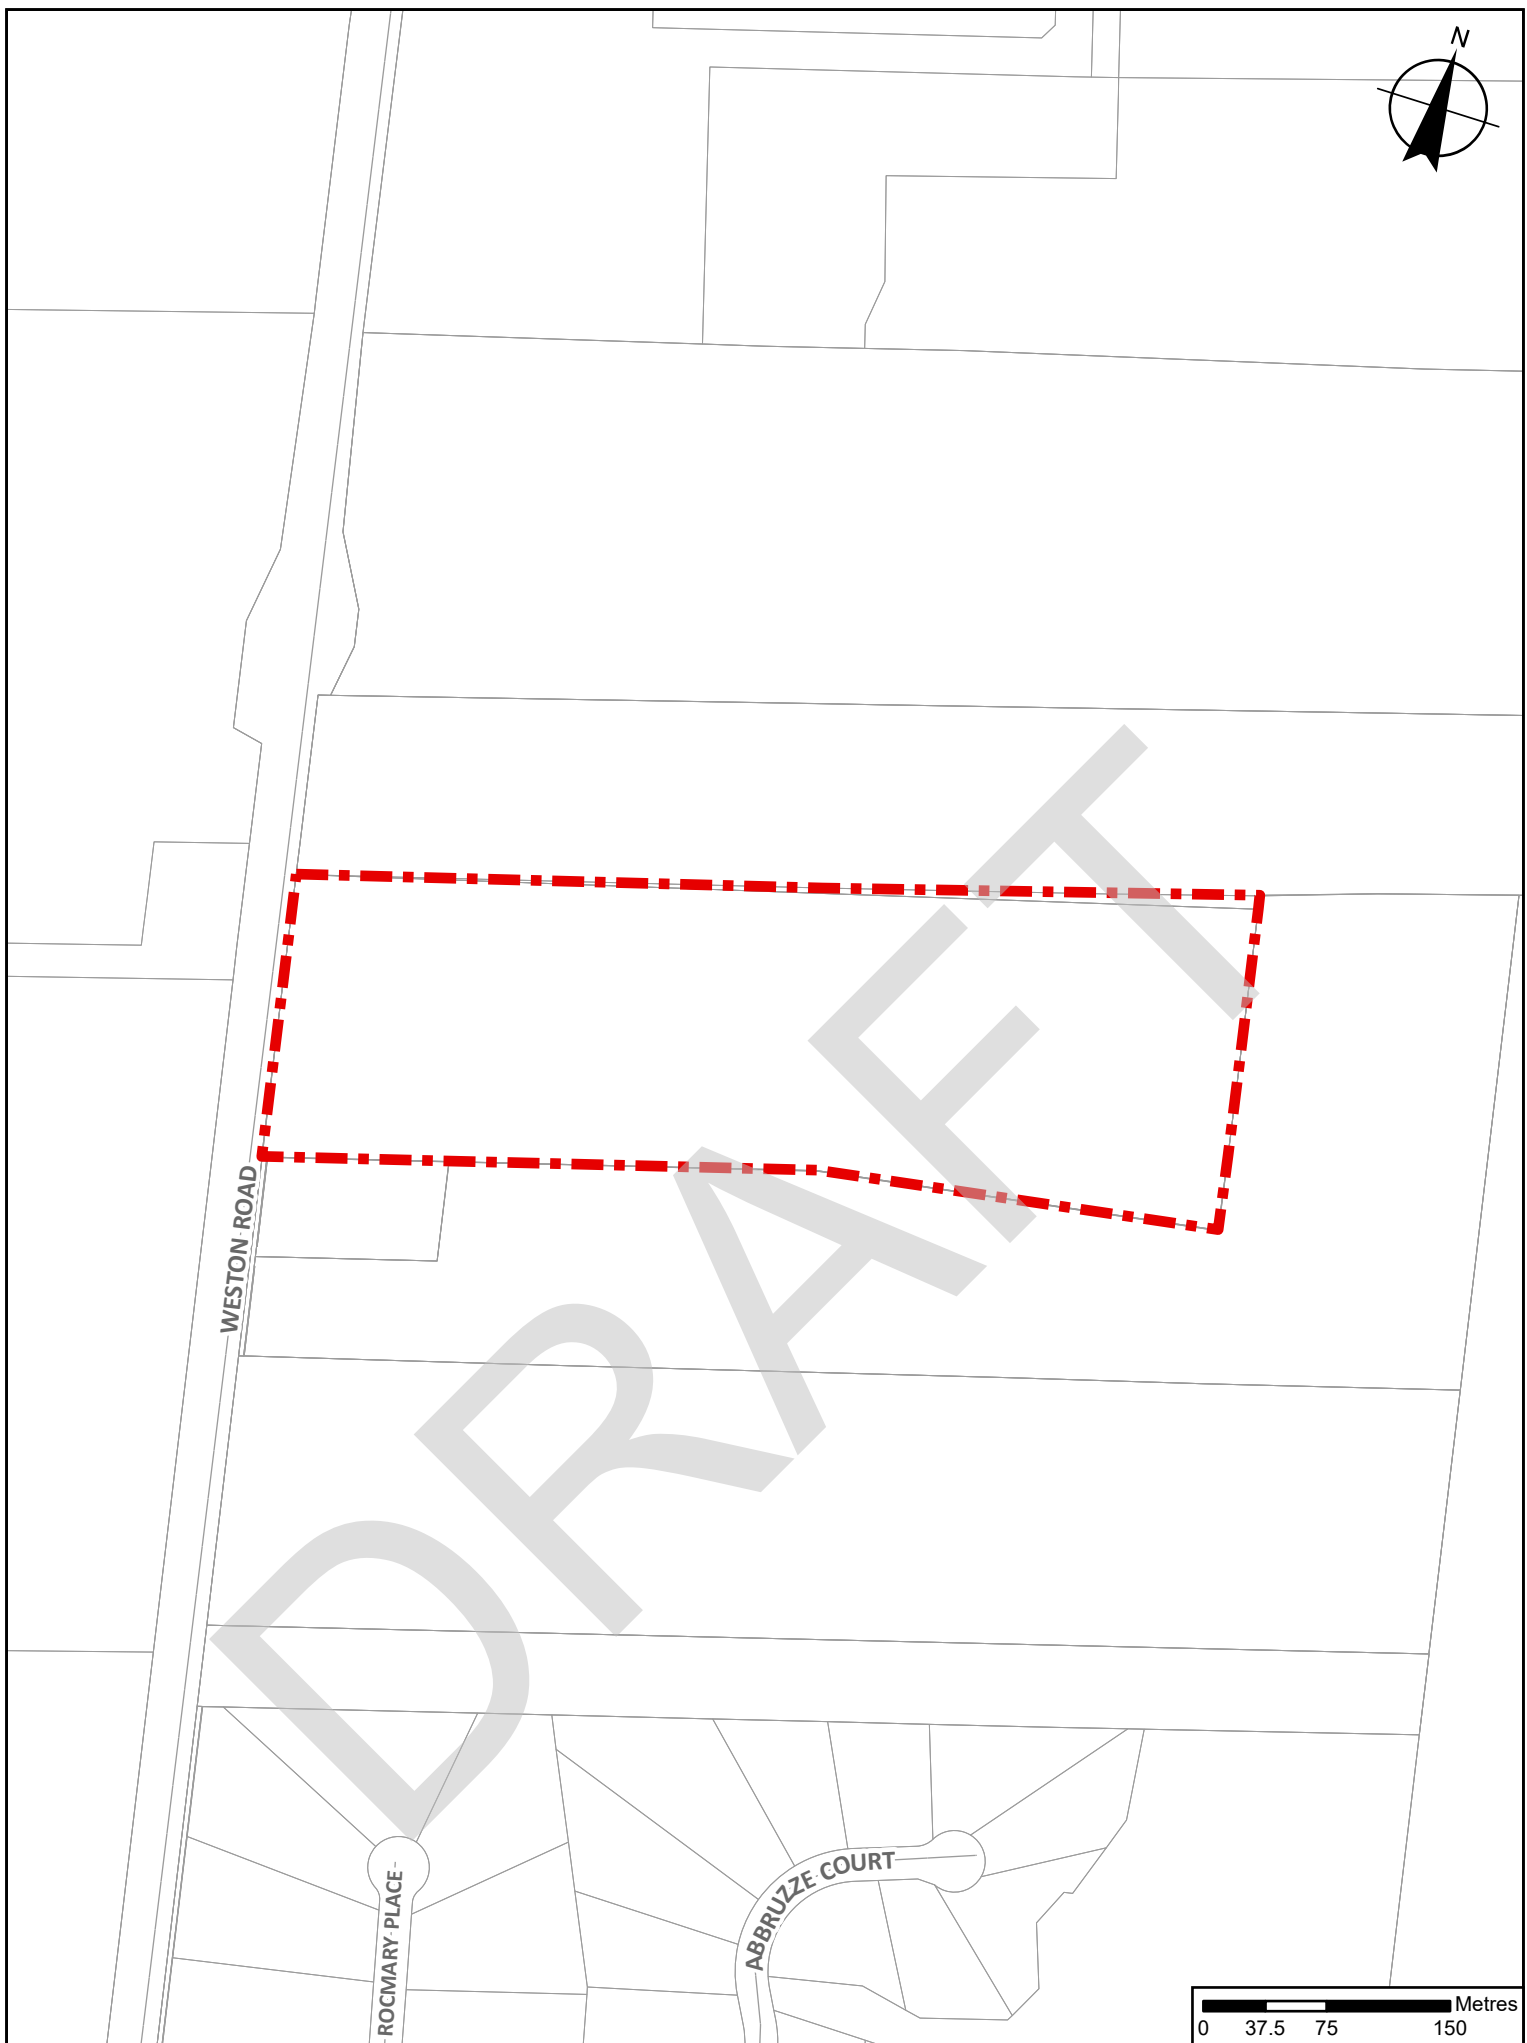 N
DRAFT
WESTON ROAD
ROCMARY PLACE
ABBRUZZE COURT
Metres
0 37.5 75 150